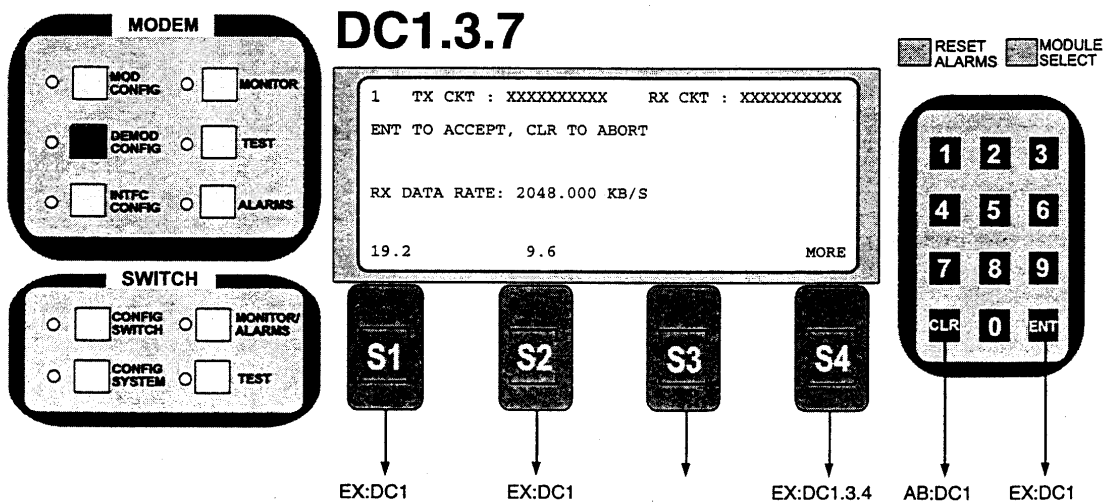 MODEM
MOD CONFIG
MONITOR
DEMOD CONFIG
TEST
INTFC CONFIG
ALARMS
SWITCH
CONFIG SWITCH
MONITOR/ ALARMS
CONFIG SYSTEM
TEST
DC1.3.7
1 TX CKT : XXXXXXXXXX RX CKT : XXXXXXXXXX
ENT TO ACCEPT, CLR TO ABORT
RX DATA RATE: 2048.000 KB/S
19.2 9.6 MORE
S1 S2 S3 S4
EX:DC1 EX:DC1 EX:DC1.3.4
RESET ALARMS
MODULE SELECT
1 2 3
4 5 6
7 8 9
CLR 0 ENT
AB:DC1 EX:DC1